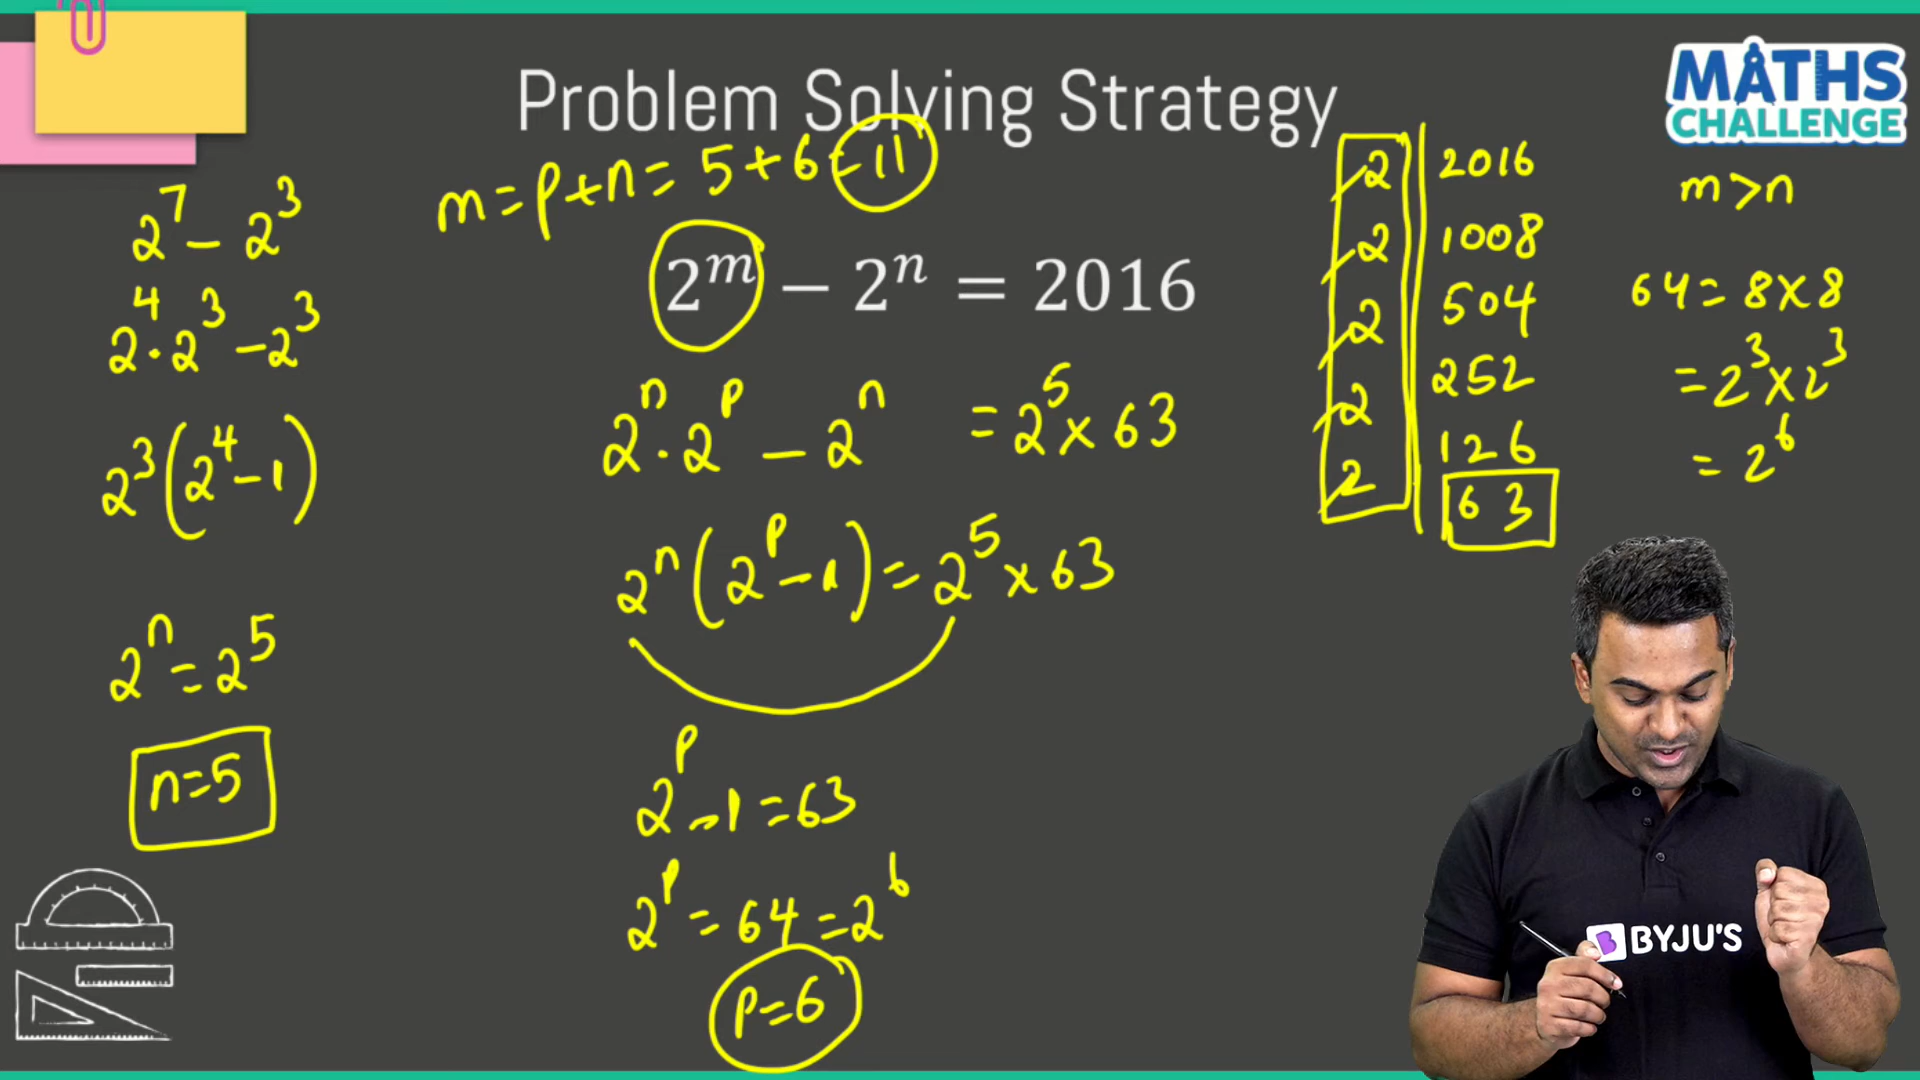 Problem Solving Strategy
MATHS
CHALLENGE
m = p + n = 5 + 6 = 11
2^m − 2^n = 2016
2^n · 2^p − 2^n = 2^5 × 63
2^n (2^p − 1) = 2^5 × 63
2^p − 1 = 63
2^p = 64 = 2^6
p = 6
2^7 − 2^3
2^4 · 2^3 − 2^3
2^3 (2^4 − 1)
2^n = 2^5
n = 5
2 | 2016
2 | 1008
2 | 504
2 | 252
2 | 126
63
m > n
64 = 8 × 8
= 2^3 × 2^3
= 2^6
BYJU'S